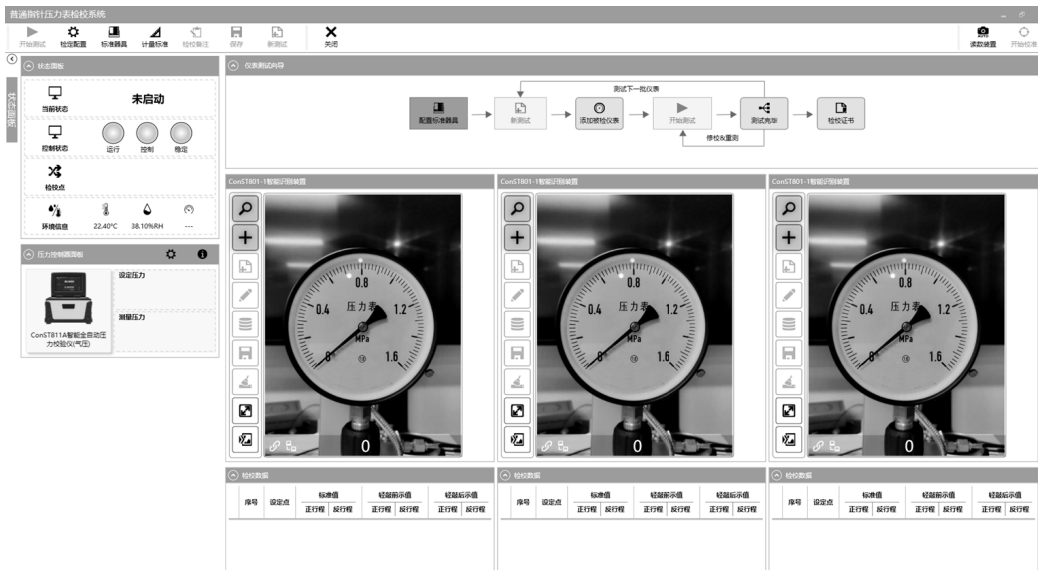 普通指针压力表检校系统
开始测试 检定配置 标准器具 计量标准 检校备注 保存 新测试 关闭 读数装置 开始校准
状态面板
状态面板
当前状态 未启动
控制状态 运行 控制 稳定
检校点
环境信息 22.40°C 38.10%RH ---
压力控制器面板
设定压力
测量压力
ConST811A智能全自动压
力校验仪(气压)
仪表测试向导
测试下一批仪表
配置标准器具 新测试 添加被检仪表 开始测试 测试完毕 检校证书
修校&重测
ConST801-1智能识别装置 ConST801-1智能识别装置 ConST801-1智能识别装置
0.8 0.8 0.8
0.4 压力表 1.2 0.4 压力表 1.2 0.4 压力表 1.2
MPa MPa MPa
0 1.6 0 1.6 0 1.6
0 0 0
检校数据 检校数据 检校数据
序号 设定点 标准值 轻敲前示值 轻敲后示值 序号 设定点 标准值 轻敲前示值 轻敲后示值 序号 设定点 标准值 轻敲前示值 轻敲后示值
正行程 反行程 正行程 反行程 正行程 反行程 正行程 反行程 正行程 反行程 正行程 反行程 正行程 反行程 正行程 反行程 正行程 反行程